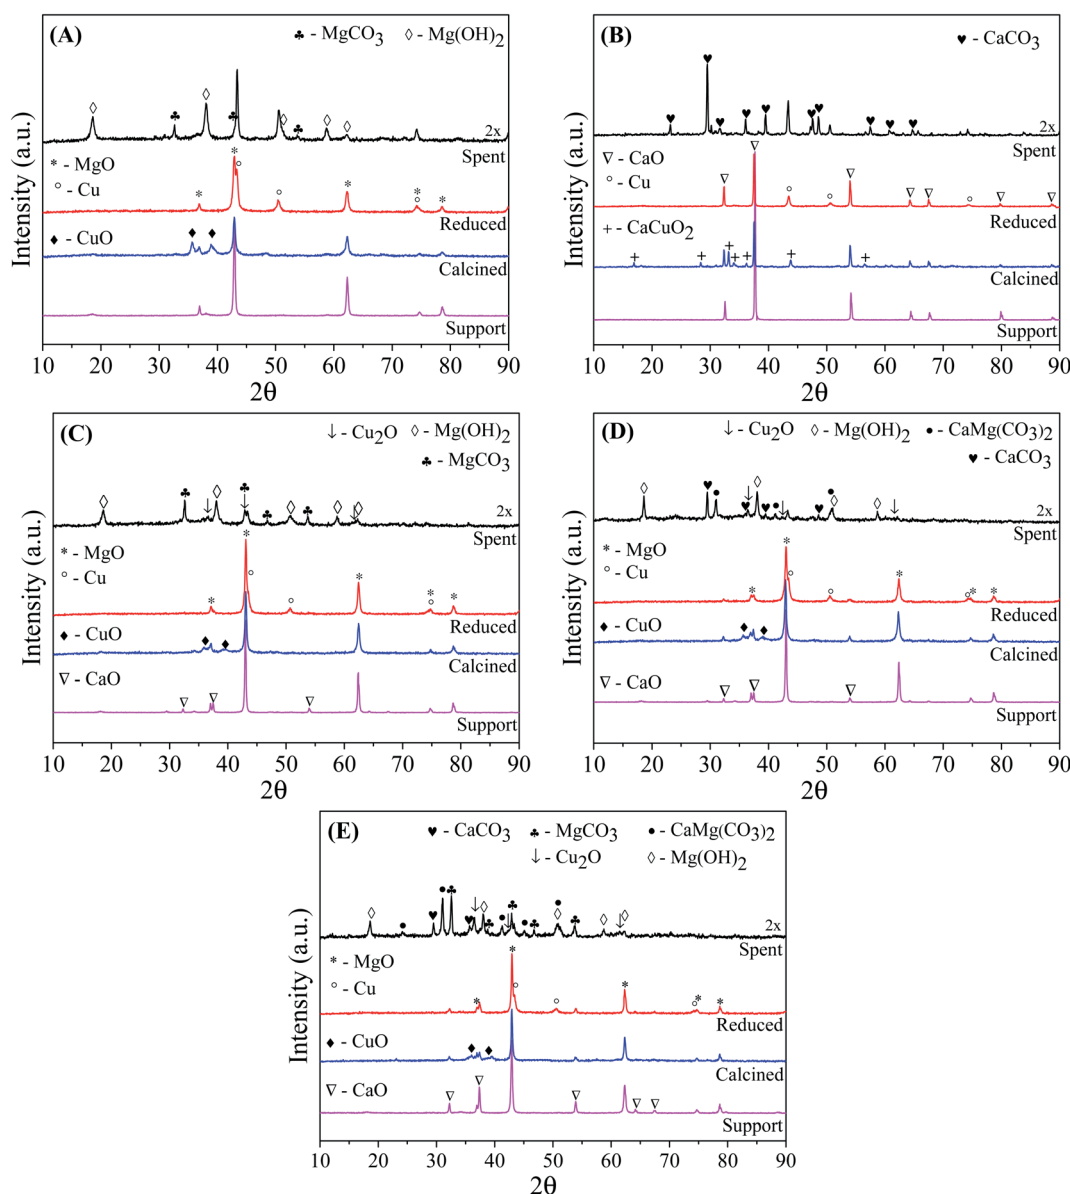 (A) ♣ - MgCO3 ◊ - Mg(OH)2
2x
Spent
* - MgO
○ - Cu
Reduced
♦ - CuO
Calcined
Support
Intensity (a.u.)
10 20 30 40 50 60 70 80 90
2θ
(B) ♥ - CaCO3
2x
Spent
∇ - CaO
○ - Cu
Reduced
+ - CaCuO2
Calcined
Support
Intensity (a.u.)
10 20 30 40 50 60 70 80 90
2θ
(C) ↓ - Cu2O ◊ - Mg(OH)2
♣ - MgCO3
2x
Spent
* - MgO
○ - Cu
Reduced
♦ - CuO
Calcined
∇ - CaO
Support
Intensity (a.u.)
10 20 30 40 50 60 70 80 90
2θ
(D) ↓ - Cu2O ◊ - Mg(OH)2 • - CaMg(CO3)2
♥ - CaCO3
2x
Spent
* - MgO
○ - Cu
Reduced
♦ - CuO
Calcined
∇ - CaO
Support
Intensity (a.u.)
10 20 30 40 50 60 70 80 90
2θ
(E) ♥ - CaCO3 ♣ - MgCO3 • - CaMg(CO3)2
↓ - Cu2O ◊ - Mg(OH)2
2x
Spent
* - MgO
○ - Cu
Reduced
♦ - CuO
Calcined
∇ - CaO
Support
Intensity (a.u.)
10 20 30 40 50 60 70 80 90
2θ